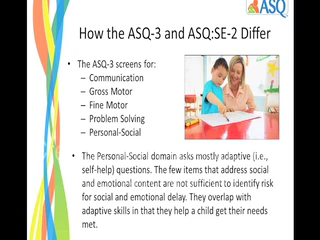 ASQ
How the ASQ-3 and ASQ:SE-2 Differ
• The ASQ-3 screens for:
– Communication
– Gross Motor
– Fine Motor
– Problem Solving
– Personal-Social
• The Personal-Social domain asks mostly adaptive (i.e.,
self-help) questions. The few items that address social
and emotional content are not sufficient to identify risk
for social and emotional delay. They overlap with
adaptive skills in that they help a child get their needs
met.